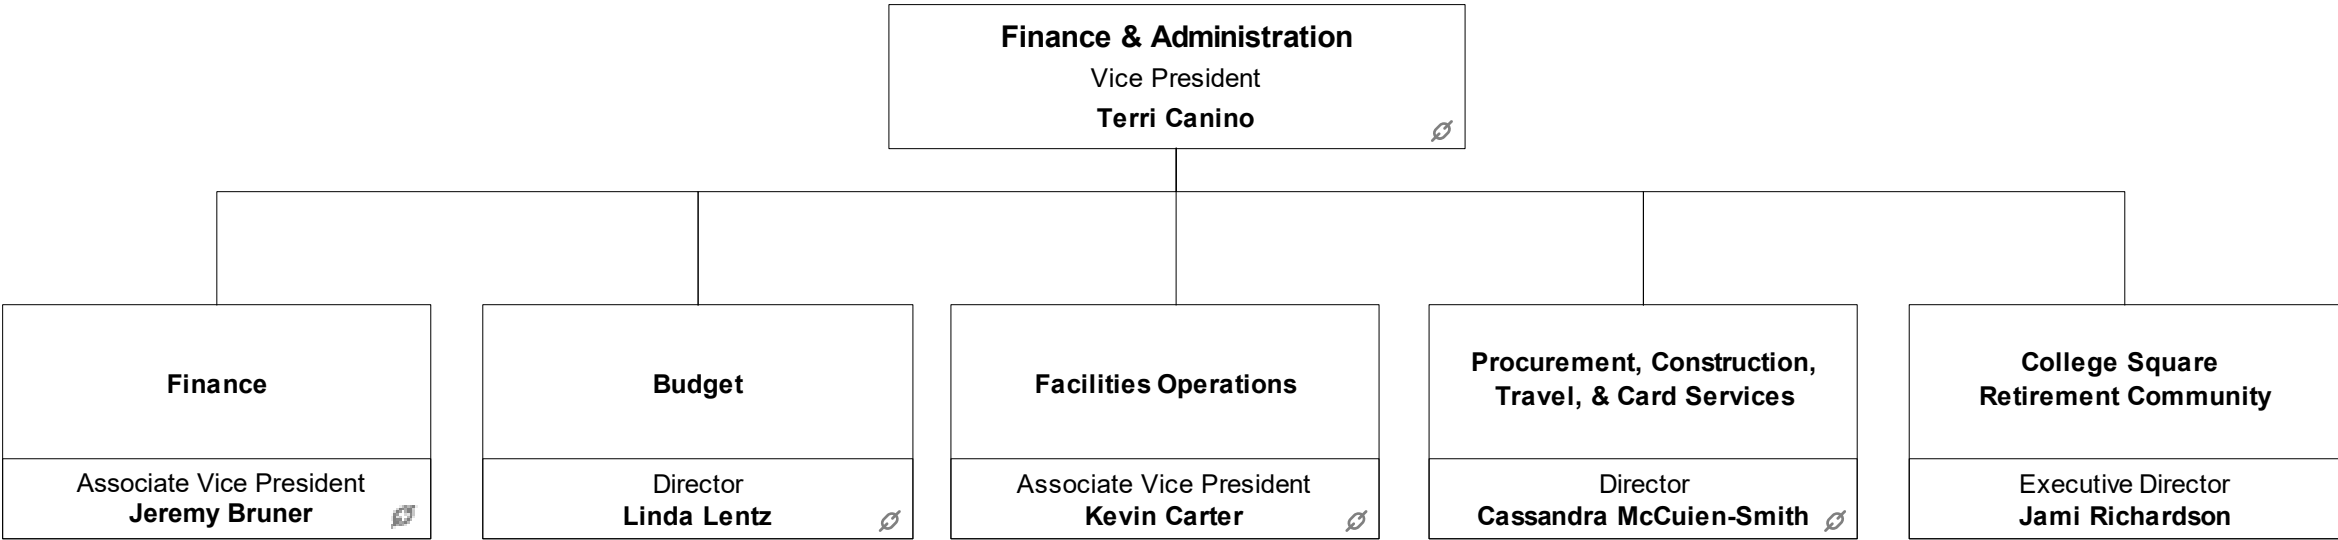 Finance & Administration
Vice President
Terri Canino
Finance
Associate Vice President
Jeremy Bruner
Budget
Director
Linda Lentz
Facilities Operations
Associate Vice President
Kevin Carter
Procurement, Construction,
Travel, & Card Services
Director
Cassandra McCuien-Smith
College Square
Retirement Community
Executive Director
Jami Richardson